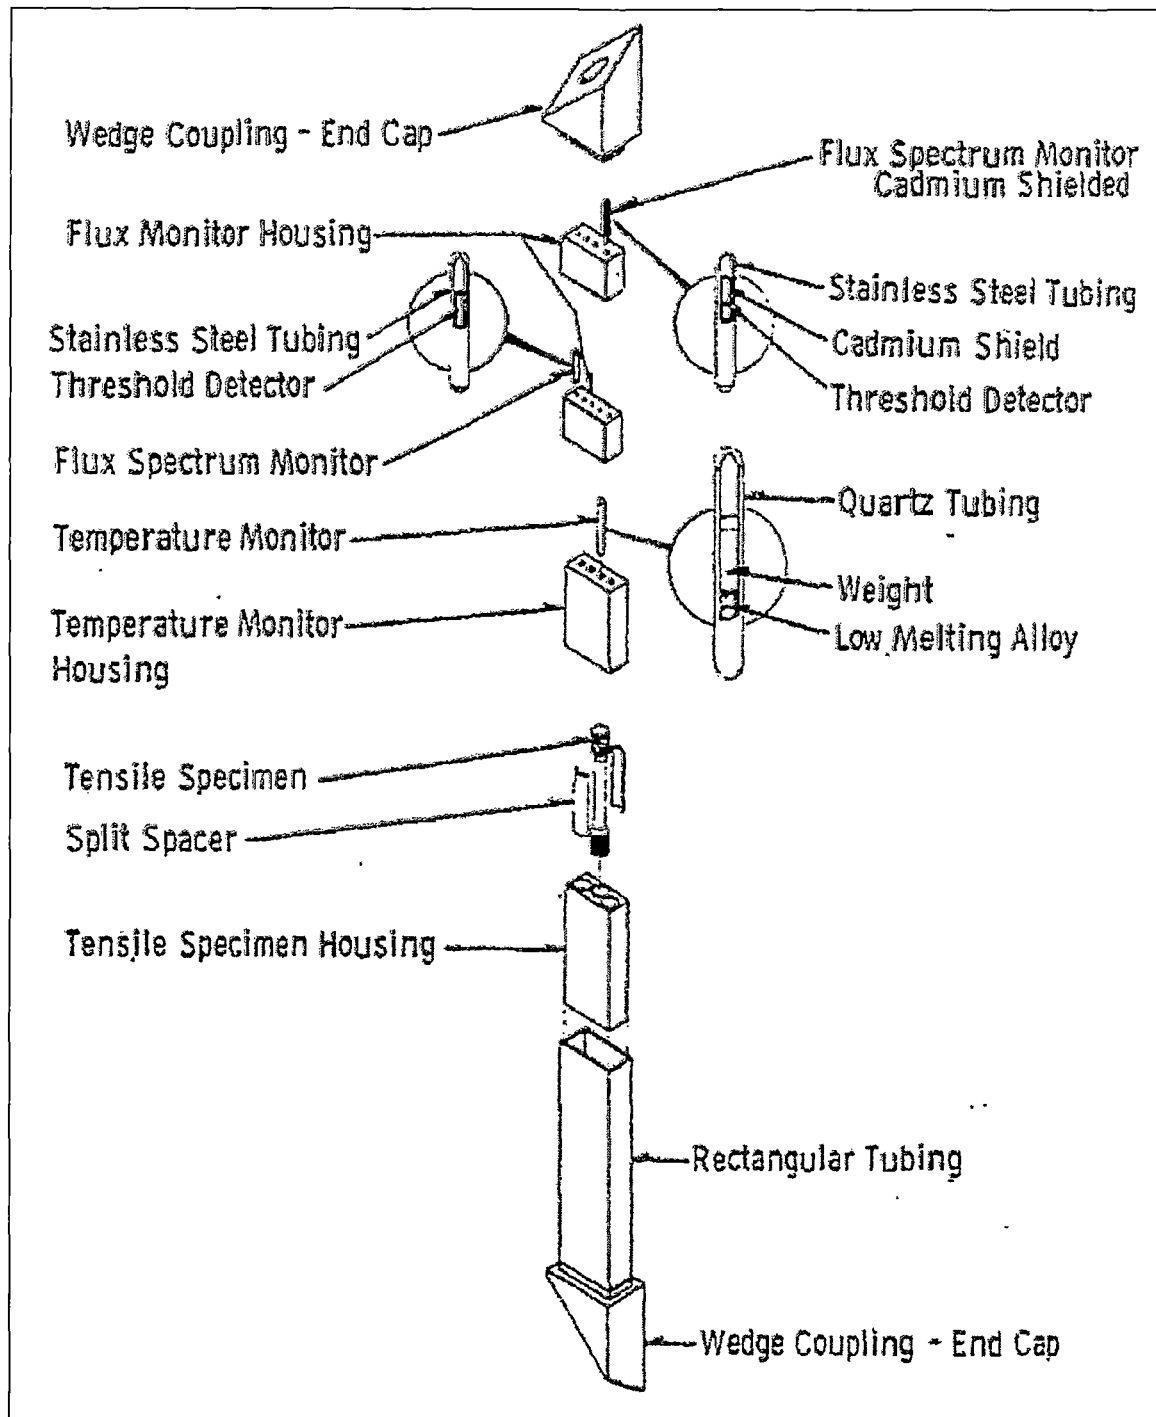 Wedge Coupling - End Cap
Flux Spectrum Monitor
Cadmium Shielded
Flux Monitor Housing
Stainless Steel Tubing
Cadmium Shield
Threshold Detector
Stainless Steel Tubing
Threshold Detector
Flux Spectrum Monitor
Quartz Tubing
Temperature Monitor
Weight
Low Melting Alloy
Temperature Monitor
Housing
Tensile Specimen
Split Spacer
Tensile Specimen Housing
Rectangular Tubing
Wedge Coupling - End Cap